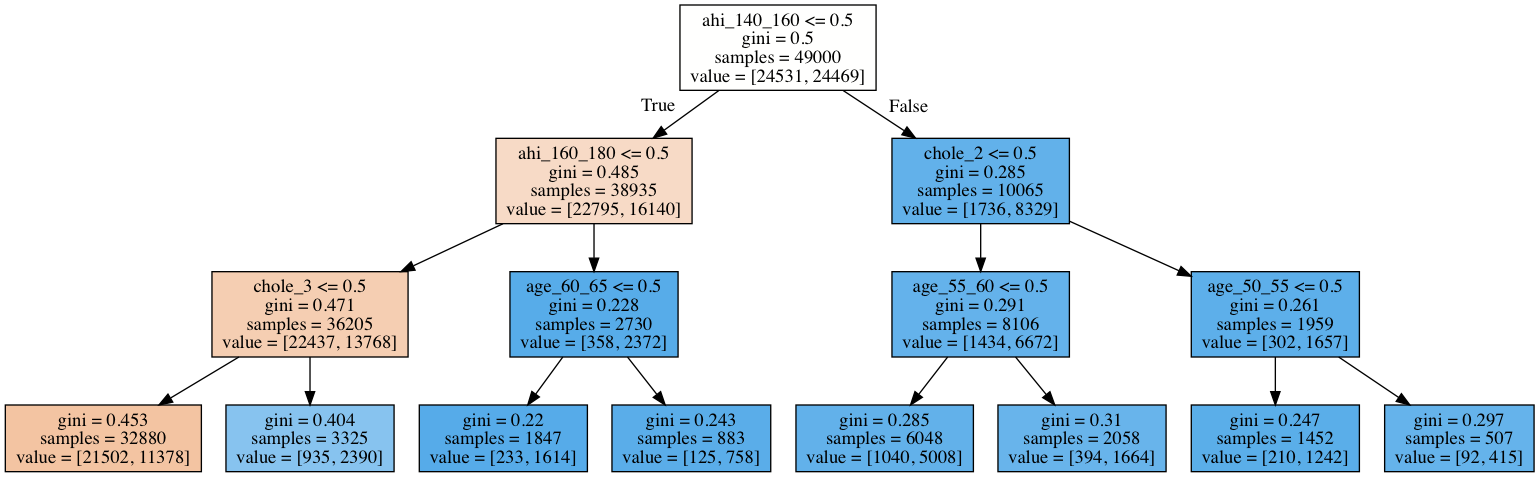 ahi_140_160 <= 0.5
gini = 0.5
samples = 49000
value = [24531, 24469]
True
False
ahi_160_180 <= 0.5
gini = 0.485
samples = 38935
value = [22795, 16140]
chole_2 <= 0.5
gini = 0.285
samples = 10065
value = [1736, 8329]
chole_3 <= 0.5
gini = 0.471
samples = 36205
value = [22437, 13768]
age_60_65 <= 0.5
gini = 0.228
samples = 2730
value = [358, 2372]
age_55_60 <= 0.5
gini = 0.291
samples = 8106
value = [1434, 6672]
age_50_55 <= 0.5
gini = 0.261
samples = 1959
value = [302, 1657]
gini = 0.453
samples = 32880
value = [21502, 11378]
gini = 0.404
samples = 3325
value = [935, 2390]
gini = 0.22
samples = 1847
value = [233, 1614]
gini = 0.243
samples = 883
value = [125, 758]
gini = 0.285
samples = 6048
value = [1040, 5008]
gini = 0.31
samples = 2058
value = [394, 1664]
gini = 0.247
samples = 1452
value = [210, 1242]
gini = 0.297
samples = 507
value = [92, 415]